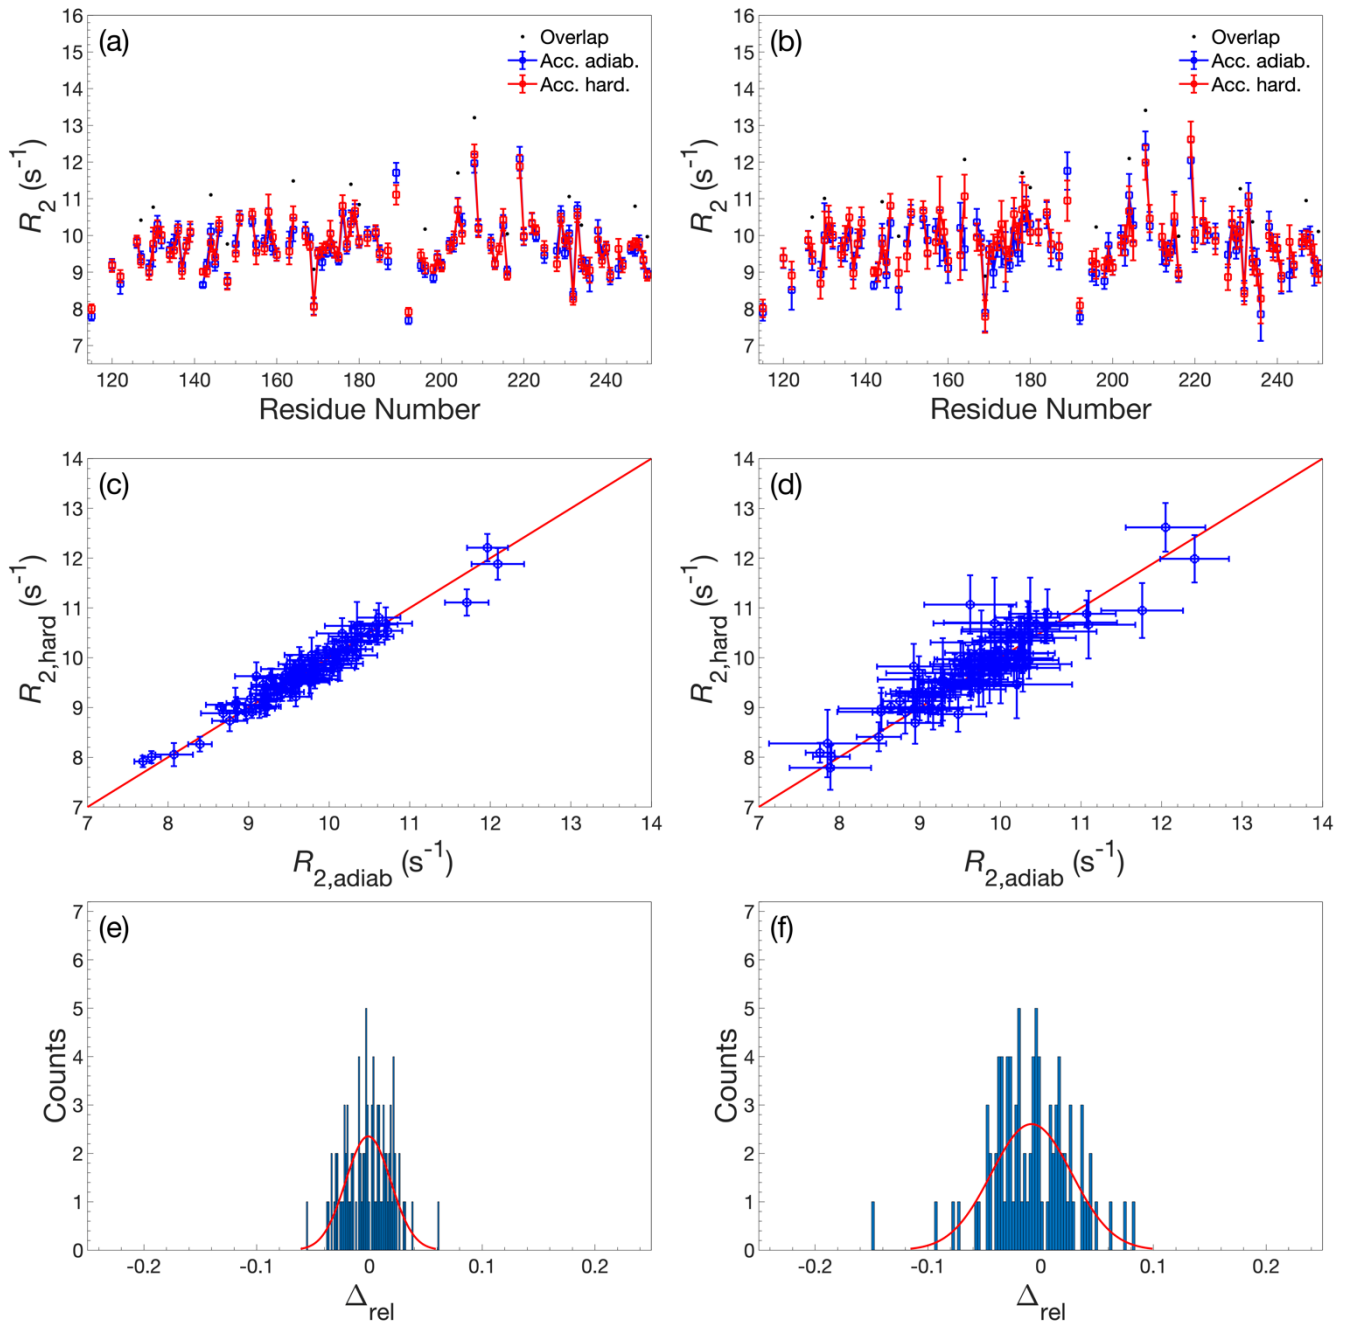 (a)
Overlap
Acc. adiab.
Acc. hard.
16
15
14
13
12
11
10
9
8
7
R2 (s-1)
120 140 160 180 200 220 240
Residue Number
(b)
Overlap
Acc. adiab.
Acc. hard.
16
15
14
13
12
11
10
9
8
7
R2 (s-1)
120 140 160 180 200 220 240
Residue Number
(c)
14
13
12
11
10
9
8
7
R2,hard (s-1)
7 8 9 10 11 12 13 14
R2,adiab (s-1)
(d)
14
13
12
11
10
9
8
7
R2,hard (s-1)
7 8 9 10 11 12 13 14
R2,adiab (s-1)
(e)
7
6
5
4
3
2
1
0
Counts
-0.2 -0.1 0 0.1 0.2
Δrel
(f)
7
6
5
4
3
2
1
0
Counts
-0.2 -0.1 0 0.1 0.2
Δrel